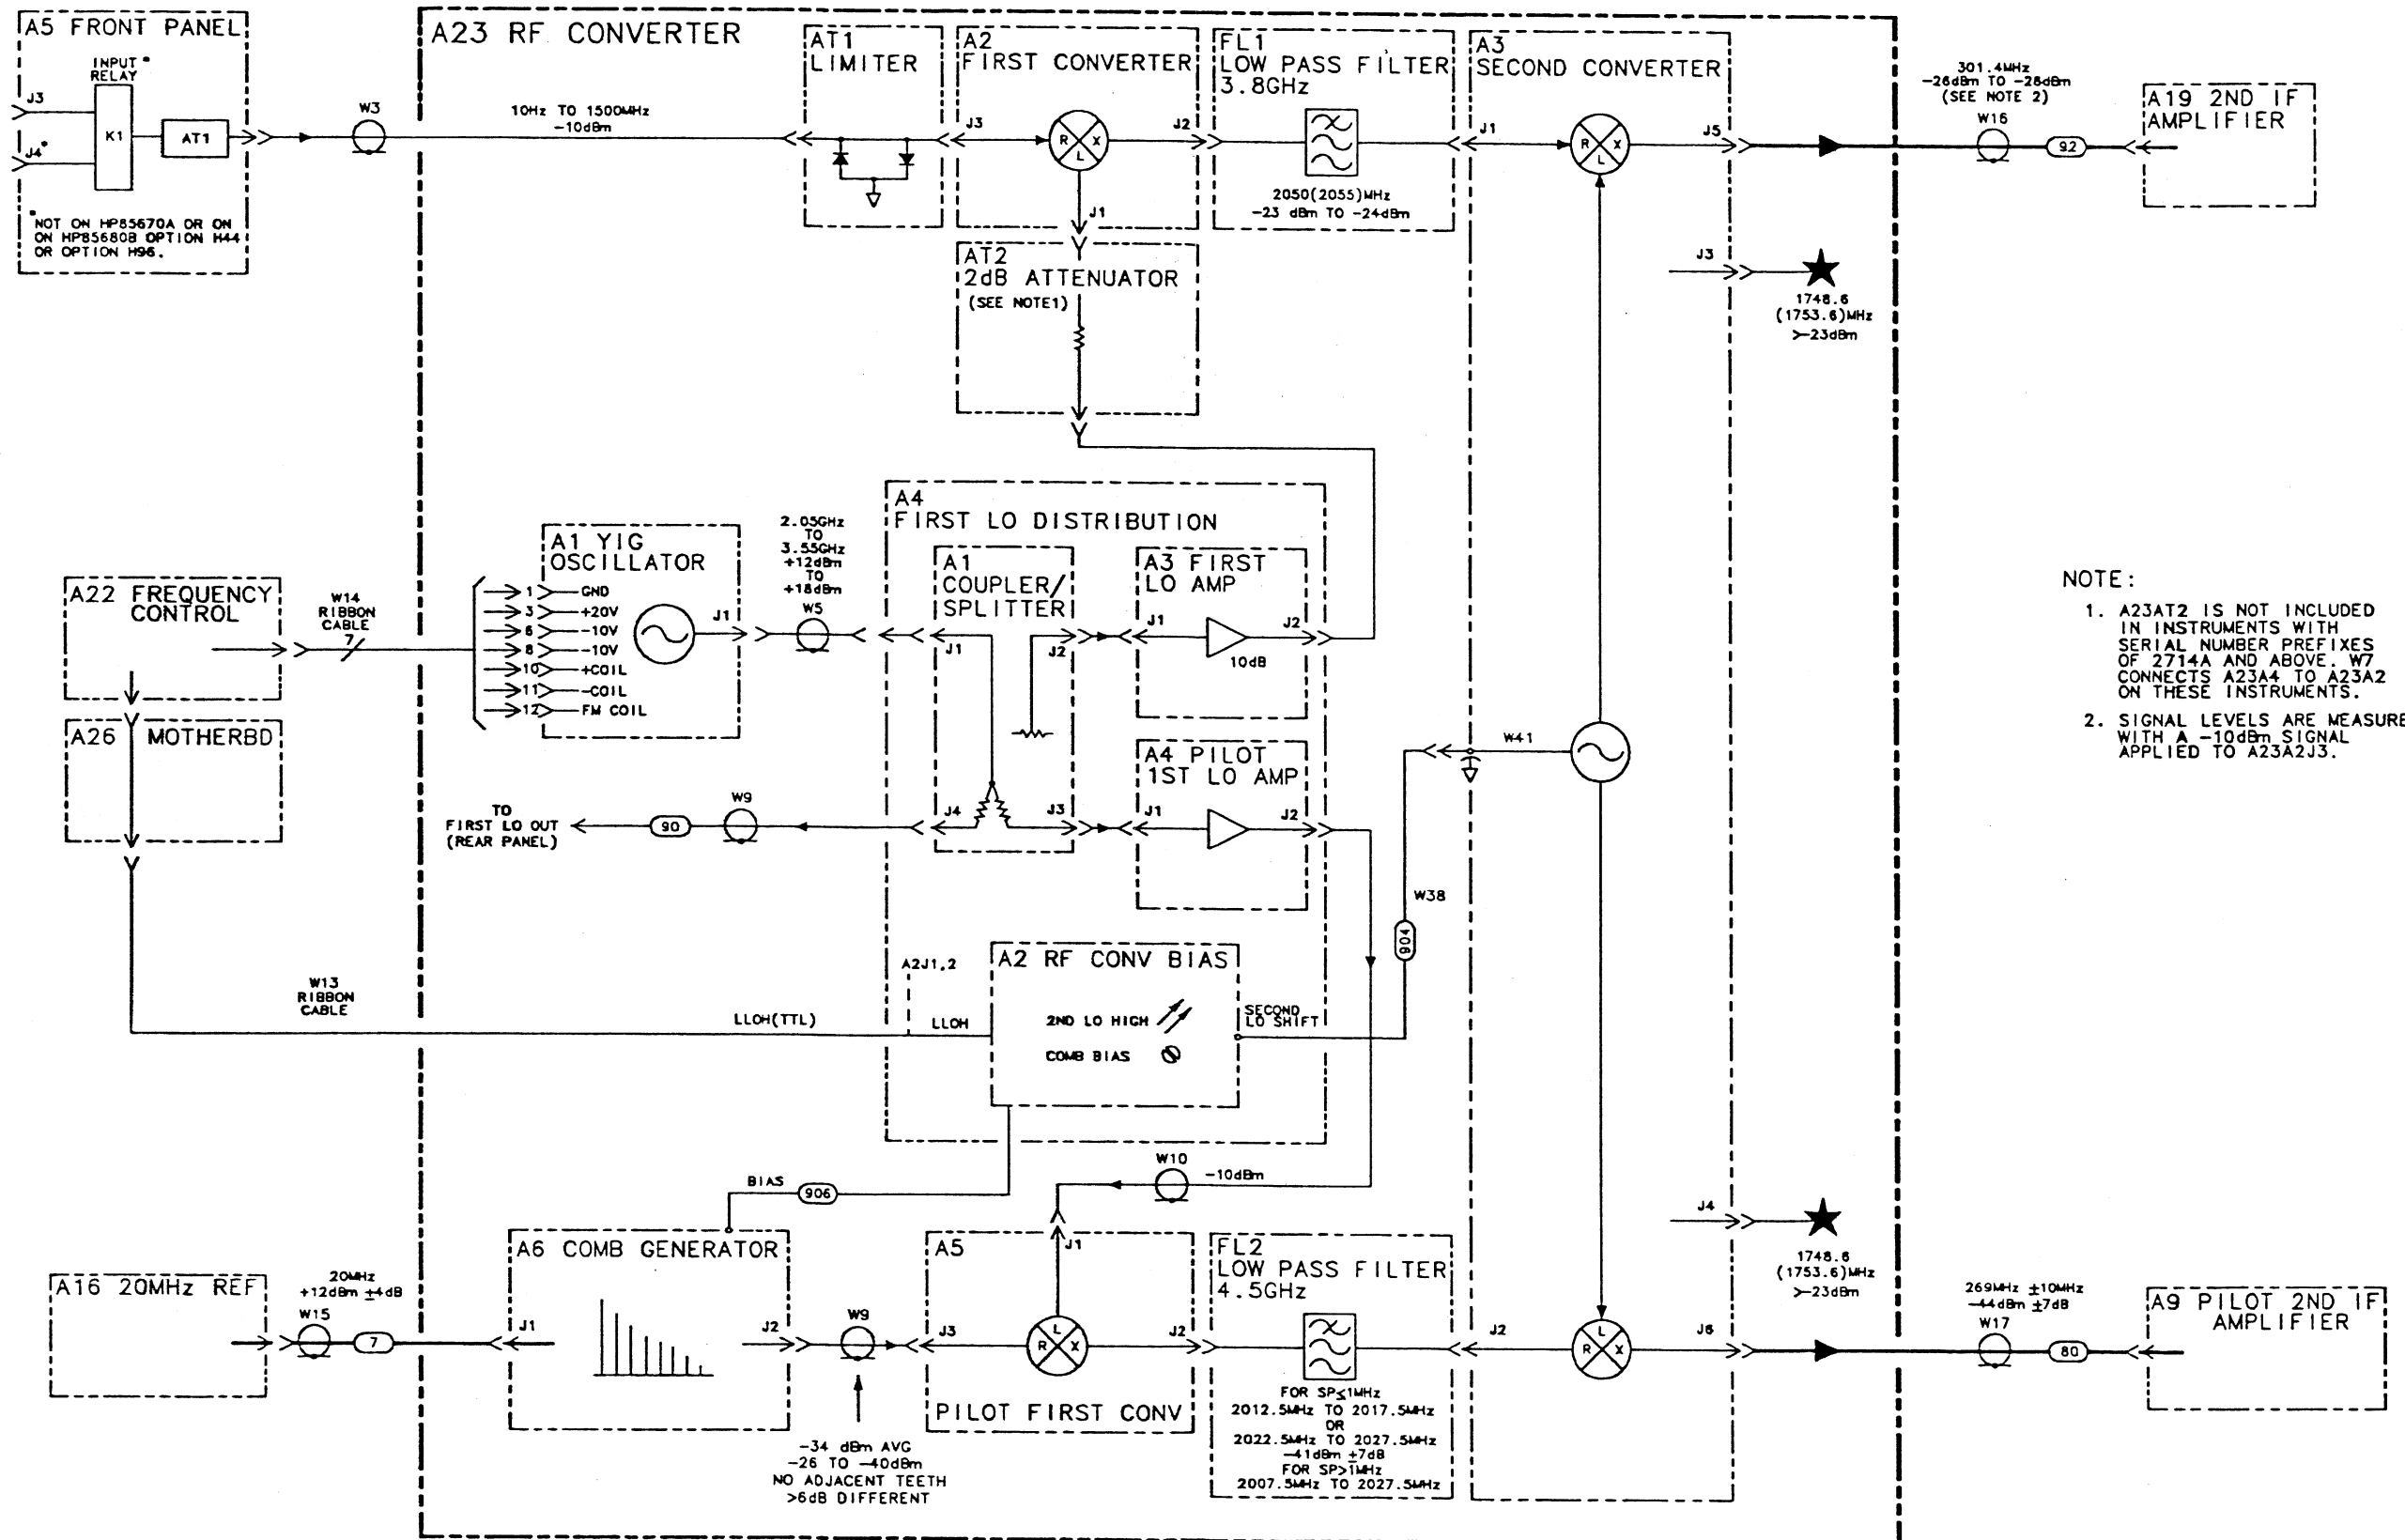 A5 FRONT PANEL
INPUT*
RELAY
J3
J4*
K1
AT1
*NOT ON HP85670A OR ON
ON HP85680B OPTION H44
OR OPTION H96.
W3
A23 RF CONVERTER
10Hz TO 1500MHz
-10dBm
AT1
LIMITER
A2
FIRST CONVERTER
J3
R
X
L
J2
J1
FL1
LOW PASS FILTER
3.8GHz
2050(2055)MHz
-23 dBm TO -24dBm
A3
SECOND CONVERTER
J1
R
X
L
J5
301.4MHz
-26dBm TO -28dBm
(SEE NOTE 2)
W16
92
A19 2ND IF
AMPLIFIER
J3
1748.6
(1753.6)MHz
>-23dBm
AT2
2dB ATTENUATOR
(SEE NOTE1)
A22 FREQUENCY
CONTROL
W14
RIBBON
CABLE
7
A26 MOTHERBD
A1 YIG
OSCILLATOR
1 GND
3 +20V
6 -10V
8 -10V
10 +COIL
11 -COIL
12 FM COIL
J1
2.05GHz
TO
3.55GHz
+12dBm
TO
+18dBm
W5
A4
FIRST LO DISTRIBUTION
A1
COUPLER/
SPLITTER
J1
J2
J4
J3
A3 FIRST
LO AMP
J1
J2
10dB
A4 PILOT
1ST LO AMP
J1
J2
TO
FIRST LO OUT
(REAR PANEL)
90
W9
W41
W38
904
NOTE:
1. A23AT2 IS NOT INCLUDED
IN INSTRUMENTS WITH
SERIAL NUMBER PREFIXES
OF 2714A AND ABOVE. W7
CONNECTS A23A4 TO A23A2
ON THESE INSTRUMENTS.
2. SIGNAL LEVELS ARE MEASURE
WITH A -10dBm SIGNAL
APPLIED TO A23A2J3.
W13
RIBBON
CABLE
LLOH(TTL)
A2J1,2
LLOH
A2 RF CONV BIAS
2ND LO HIGH
COMB BIAS
SECOND
LO SHIFT
BIAS
906
W10
-10dBm
A16 20MHz REF
20MHz
+12dBm ±4dB
W15
7
A6 COMB GENERATOR
J1
J2
W9
-34 dBm AVG
-26 TO -40dBm
NO ADJACENT TEETH
>6dB DIFFERENT
A5
J1
J3
L
R
X
J2
PILOT FIRST CONV
FL2
LOW PASS FILTER
4.5GHz
FOR SP≤1MHz
2012.5MHz TO 2017.5MHz
OR
2022.5MHz TO 2027.5MHz
-41dBm ±7dB
FOR SP>1MHz
2007.5MHz TO 2027.5MHz
J2
L
R
X
J6
J4
1748.6
(1753.6)MHz
>-23dBm
269MHz ±10MHz
-44dBm ±7dB
W17
80
A9 PILOT 2ND IF
AMPLIFIER